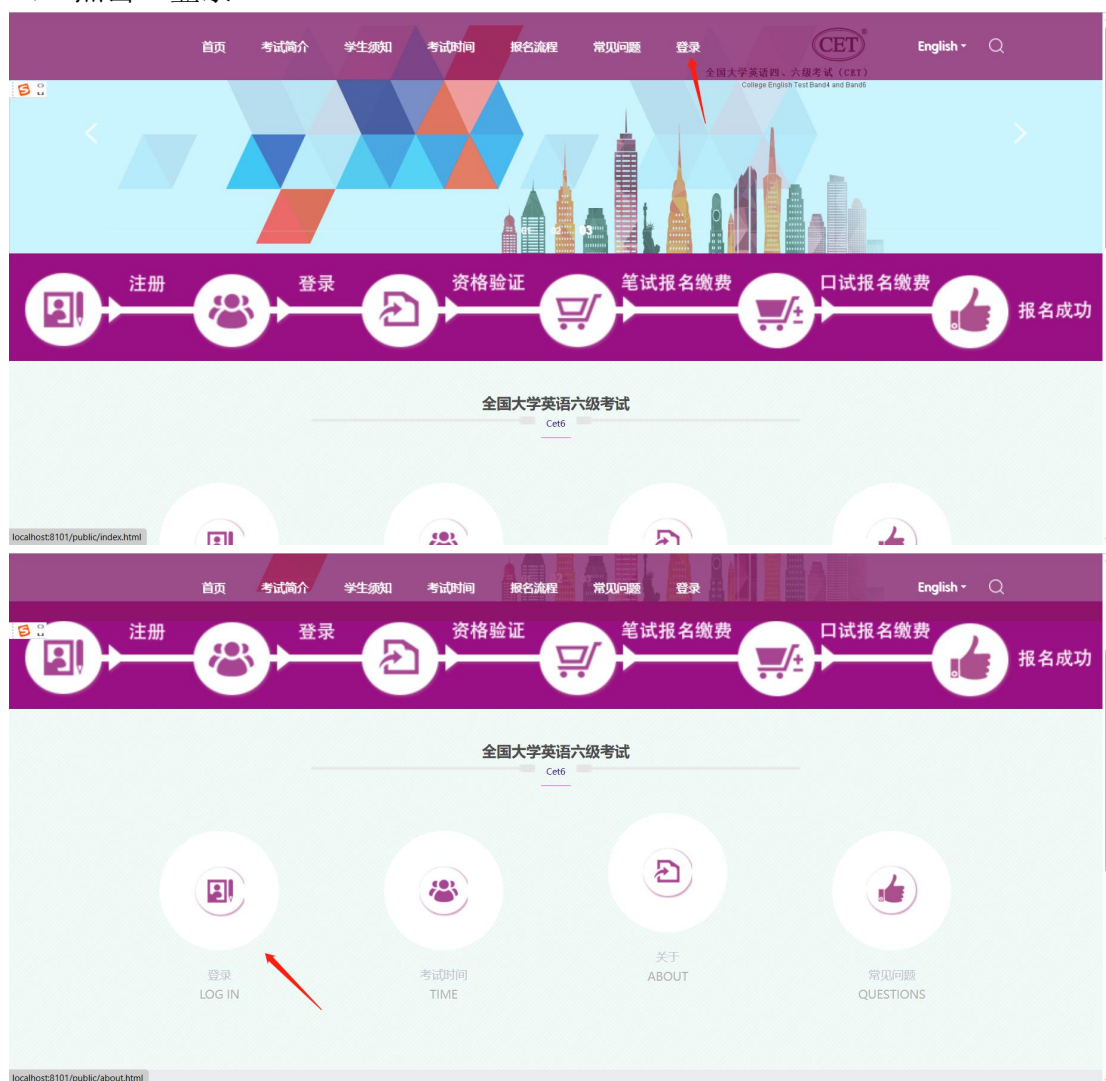 首页 考试简介 学生须知 考试时间 报名流程 常见问题 登录 CET English
全国大学英语四、六级考试（CET）
College English Test Band4 and Band6
01 02 03
注册 登录 资格验证 笔试报名缴费 口试报名缴费 报名成功
全国大学英语六级考试
Cet6
localhost:8101/public/index.html
首页 考试简介 学生须知 考试时间 报名流程 常见问题 登录 English
注册 登录 资格验证 笔试报名缴费 口试报名缴费 报名成功
全国大学英语六级考试
Cet6
登录 考试时间 关于 常见问题
LOG IN TIME ABOUT QUESTIONS
localhost:8101/public/about.html